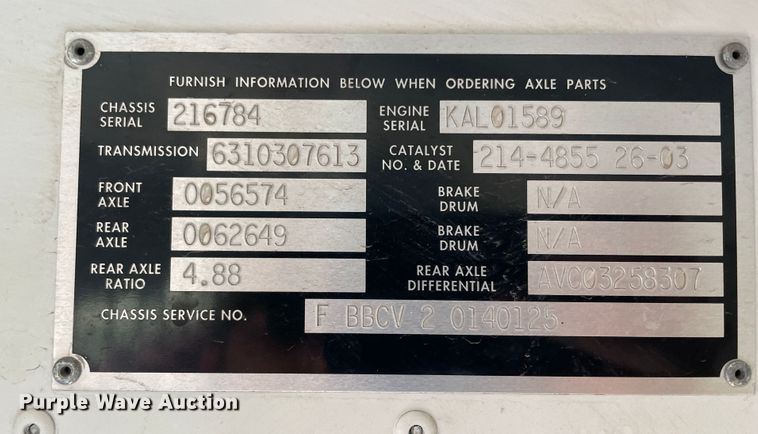 FURNISH INFORMATION BELOW WHEN ORDERING AXLE PARTS
CHASSIS SERIAL 216784 ENGINE SERIAL KAL01589
TRANSMISSION 6310307613 CATALYST NO. & DATE 214-4855 26-03
FRONT AXLE 0056574 BRAKE DRUM N/A
REAR AXLE 0062649 BRAKE DRUM N/A
REAR AXLE RATIO 4.88 REAR AXLE DIFFERENTIAL AVC03258307
CHASSIS SERVICE NO. F BBCV 2 0140125
Purple Wave Auction